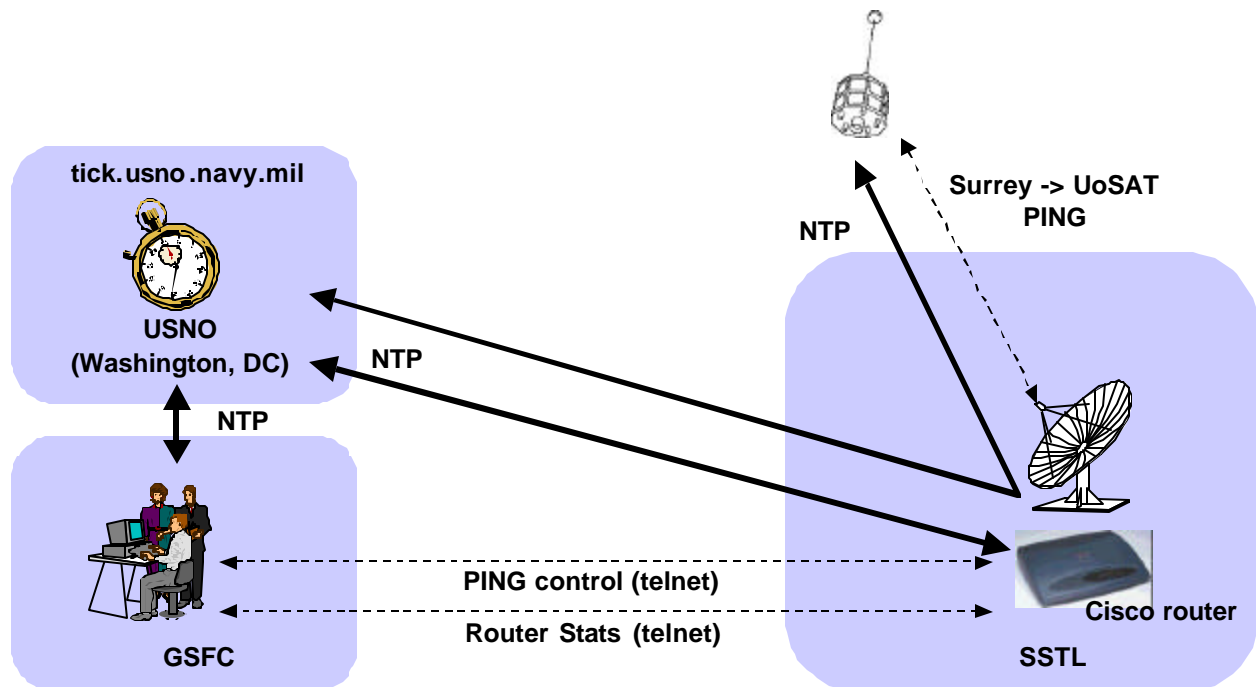 tick.usno.navy.mil
USNO
(Washington, DC)
NTP
GSFC
NTP
PING control (telnet)
Router Stats (telnet)
NTP
Surrey -> UoSAT
PING
Cisco router
SSTL